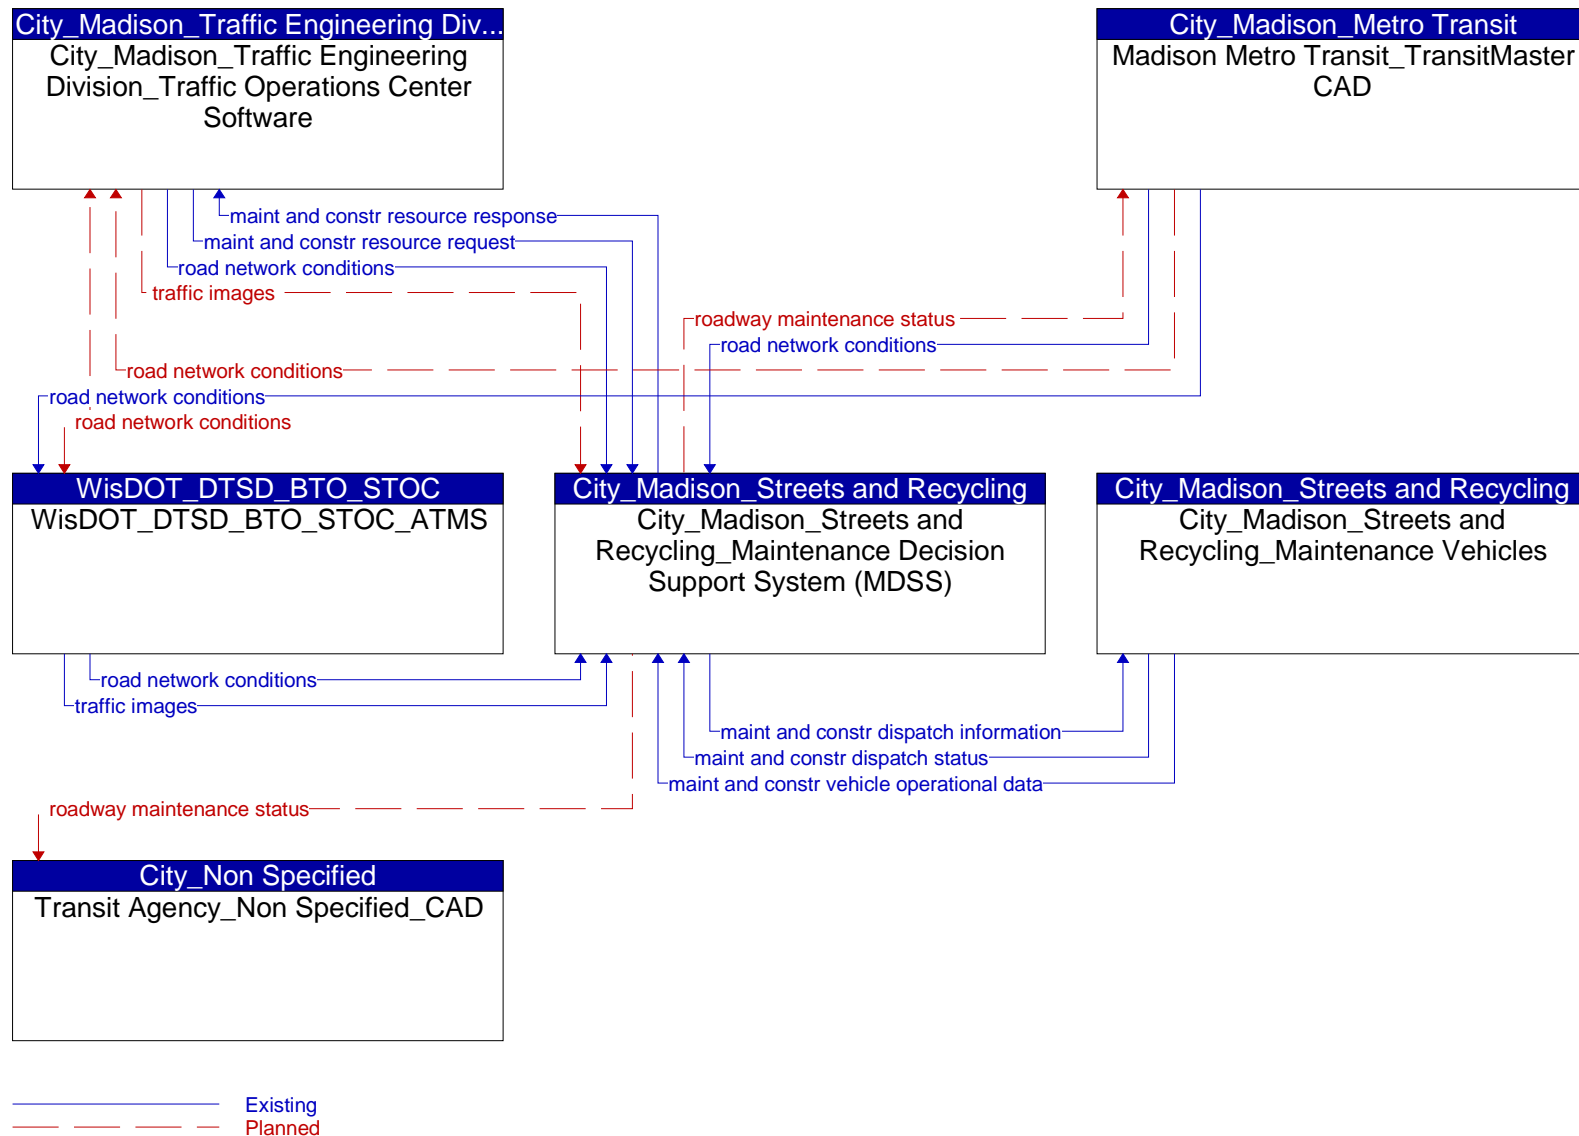 City_Madison_Traffic Engineering Div...
City_Madison_Traffic Engineering
Division_Traffic Operations Center
Software
City_Madison_Metro Transit
Madison Metro Transit_TransitMaster
CAD
maint and constr resource response
maint and constr resource request
road network conditions
traffic images
roadway maintenance status
road network conditions
road network conditions
road network conditions
road network conditions
WisDOT_DTSD_BTO_STOC
WisDOT_DTSD_BTO_STOC_ATMS
City_Madison_Streets and Recycling
City_Madison_Streets and
Recycling_Maintenance Decision
Support System (MDSS)
City_Madison_Streets and Recycling
City_Madison_Streets and
Recycling_Maintenance Vehicles
road network conditions
traffic images
maint and constr dispatch information
maint and constr dispatch status
maint and constr vehicle operational data
roadway maintenance status
City_Non Specified
Transit Agency_Non Specified_CAD
Existing
Planned